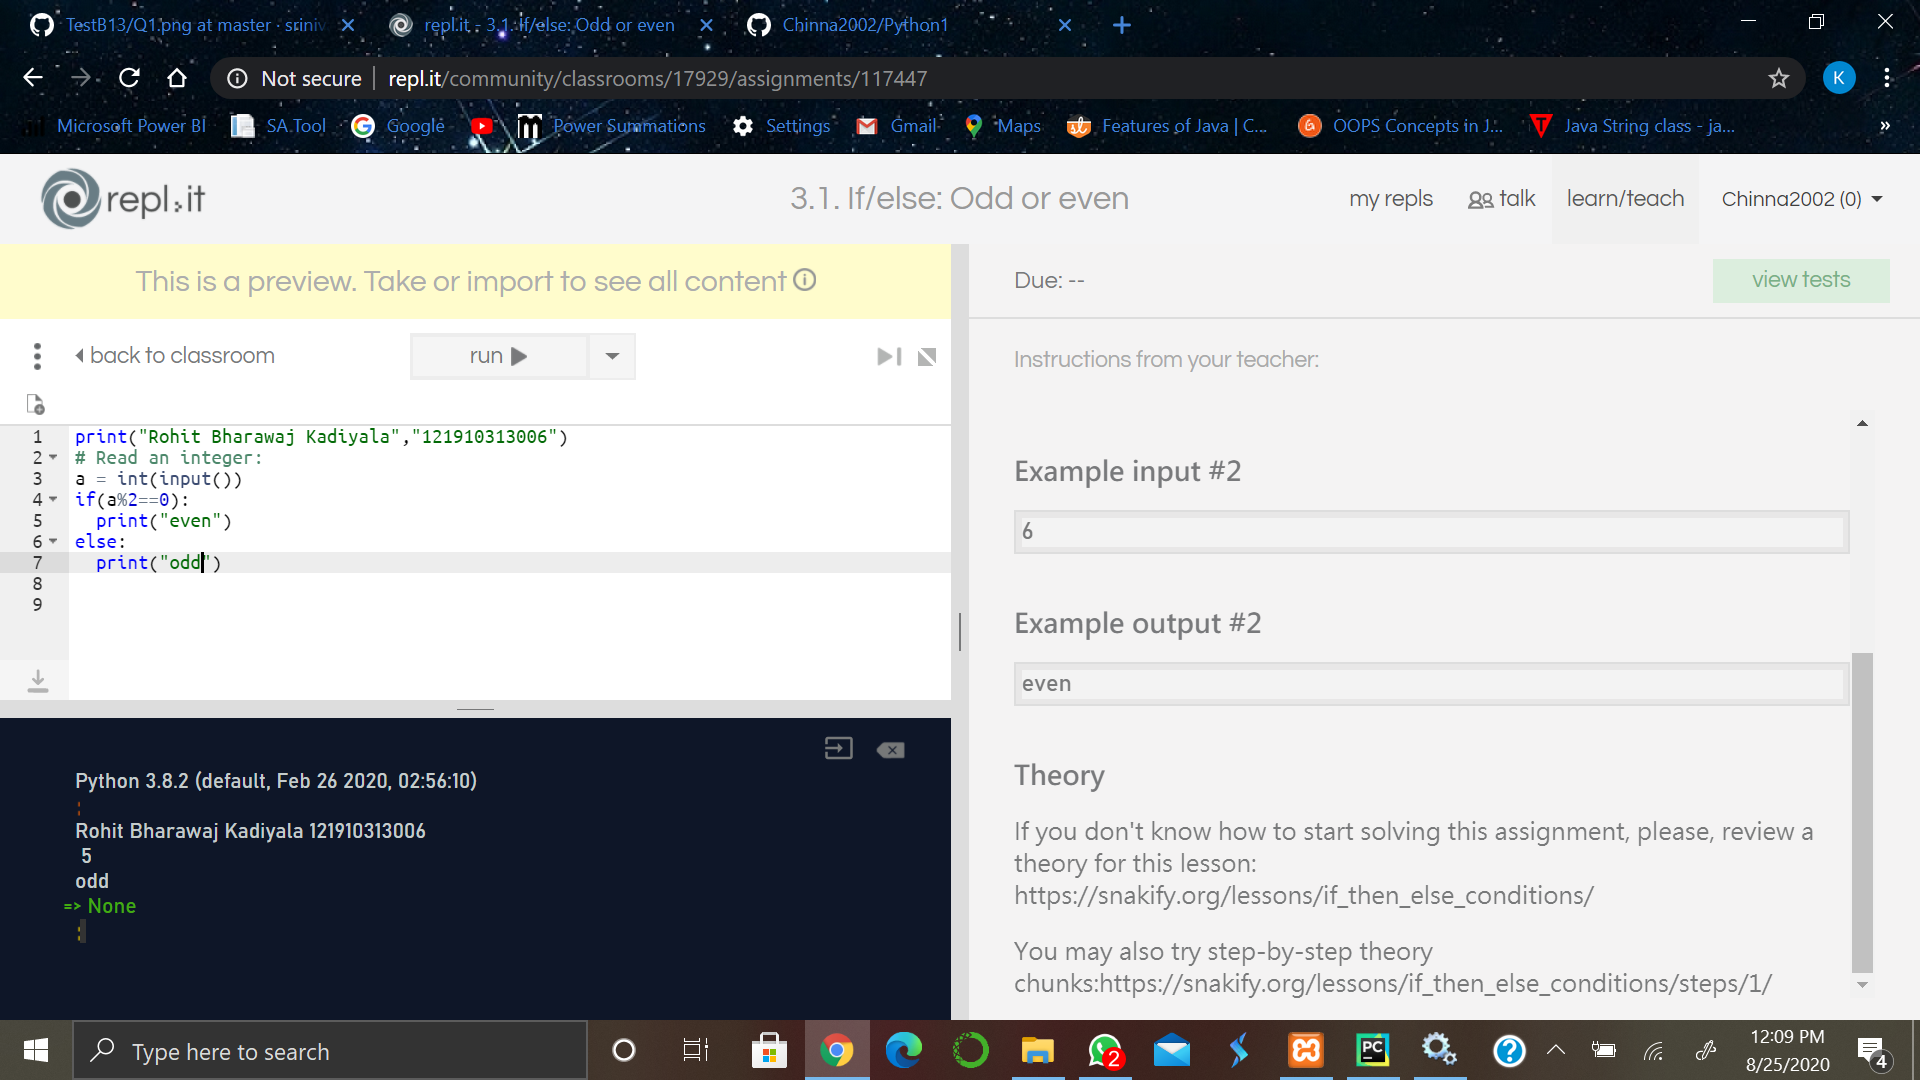 TestB13/Q1.png at master · sriniv
repl.it - 3.1. If/else: Odd or even
Chinna2002/Python1
Not secure
repl.it/community/classrooms/17929/assignments/117447
K
Microsoft Power BI
SA Tool
Google
Power Summations
Settings
Gmail
Maps
Features of Java | C...
OOPS Concepts in J...
Java String class - ja...
»
repl.it
3.1. If/else: Odd or even
my repls
talk
learn/teach
Chinna2002 (0)
This is a preview. Take or import to see all content
back to classroom
run
1 print("Rohit Bharawaj Kadiyala","121910313006")
2 # Read an integer:
3 a = int(input())
4 if(a%2==0):
5 print("even")
6 else:
7 print("odd")
8
9
Python 3.8.2 (default, Feb 26 2020, 02:56:10)
Rohit Bharawaj Kadiyala 121910313006
5
odd
=> None
Due: --
view tests
Instructions from your teacher:
Example input #2
6
Example output #2
even
Theory
If you don't know how to start solving this assignment, please, review a
theory for this lesson:
https://snakify.org/lessons/if_then_else_conditions/
You may also try step-by-step theory
chunks:https://snakify.org/lessons/if_then_else_conditions/steps/1/
Type here to search
2
PC
12:09 PM
8/25/2020
4